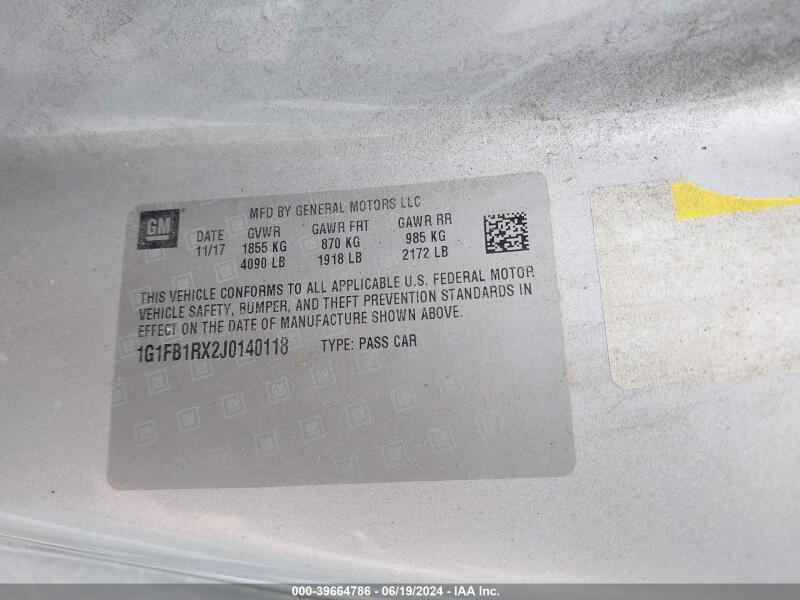 GM
MFD BY GENERAL MOTORS LLC
DATE GVWR GAWR FRT GAWR RR
11/17 1855 KG 870 KG 985 KG
4090 LB 1918 LB 2172 LB
THIS VEHICLE CONFORMS TO ALL APPLICABLE U.S. FEDERAL MOTOR
VEHICLE SAFETY, BUMPER, AND THEFT PREVENTION STANDARDS IN
EFFECT ON THE DATE OF MANUFACTURE SHOWN ABOVE.
1G1FB1RX2J0140118 TYPE: PASS CAR
000-39664786 - 06/19/2024 - IAA Inc.